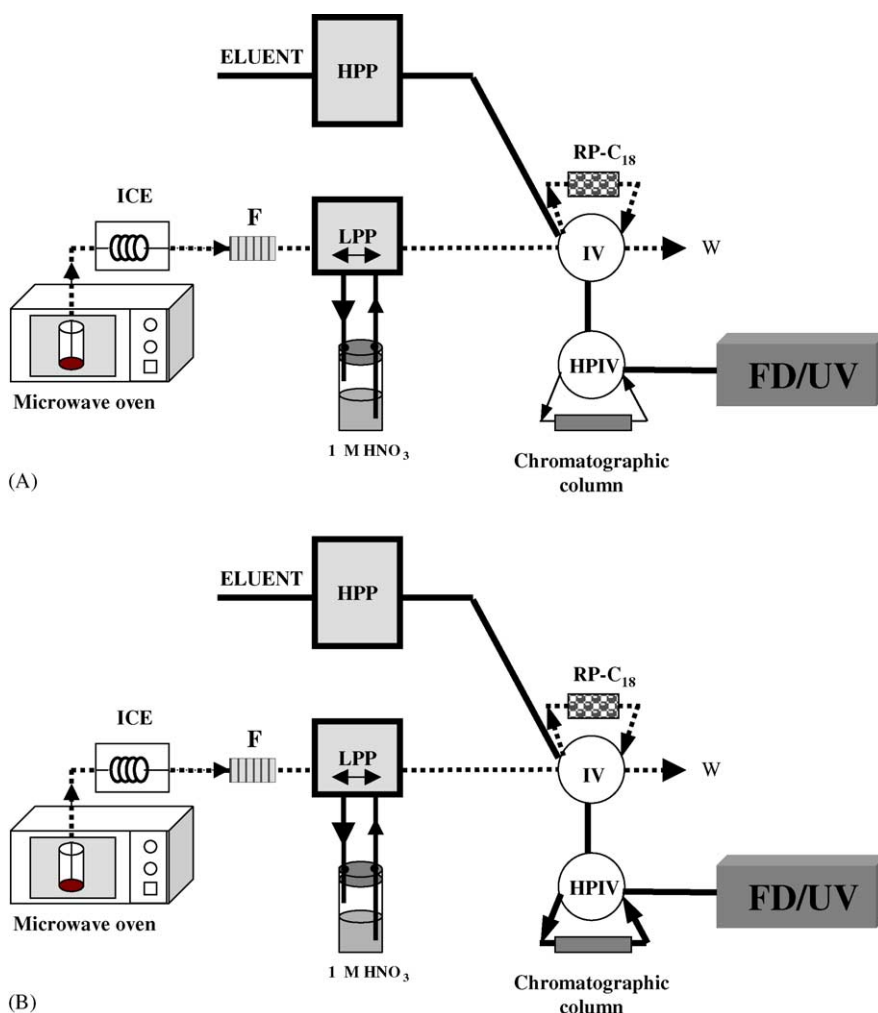 ELUENT
HPP
RP-C₁₈
ICE
F
LPP
IV
W
HPIV
FD/UV
Microwave oven
1 M HNO₃
Chromatographic
column
(A)
ELUENT
HPP
RP-C₁₈
ICE
F
LPP
IV
W
HPIV
FD/UV
Microwave oven
1 M HNO₃
Chromatographic
column
(B)